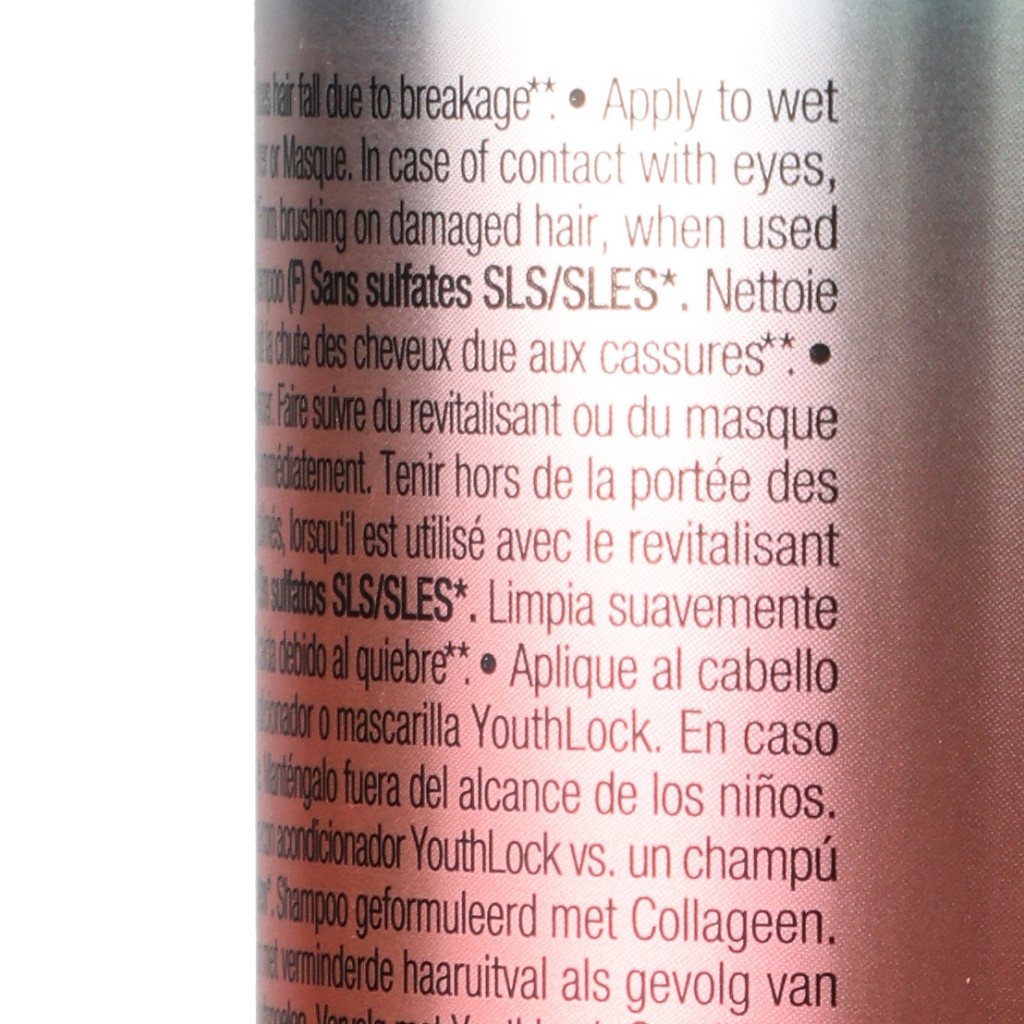 hair fall due to breakage**. • Apply to wet
or Masque. In case of contact with eyes,
from brushing on damaged hair, when used
(F) Sans sulfates SLS/SLES*. Nettoie
la chute des cheveux due aux cassures**. •
Faire suivre du revitalisant ou du masque
immédiatement. Tenir hors de la portée des
lorsqu'il est utilisé avec le revitalisant
sulfatos SLS/SLES*. Limpia suavemente
debido al quiebre**. • Aplique al cabello
o mascarilla YouthLock. En caso
Manténgalo fuera del alcance de los niños.
acondicionador YouthLock vs. un champú
Shampoo geformuleerd met Collageen.
met verminderde haaruitval als gevolg van